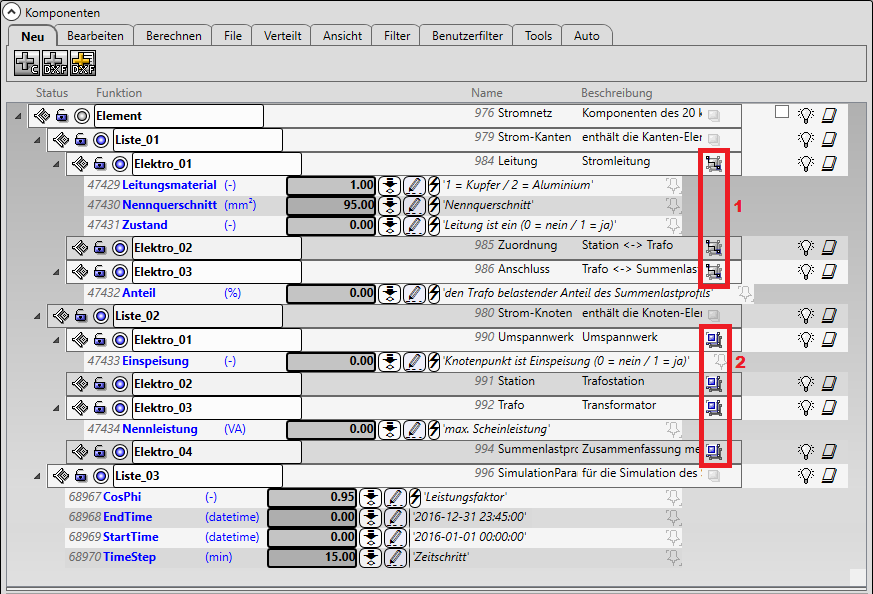 Komponenten
Neu Bearbeiten Berechnen File Verteilt Ansicht Filter Benutzerfilter Tools Auto
C DXF DXF
Status Funktion Name Beschreibung
Element 976 Stromnetz Komponenten des 20 k
Liste_01 979 Strom-Kanten enthält die Kanten-Eler
Elektro_01 984 Leitung Stromleitung
47429 Leitungsmaterial (-) 1.00 '1 = Kupfer / 2 = Aluminium'
47430 Nennquerschnitt (mm²) 95.00 'Nennquerschnitt'
47431 Zustand (-) 0.00 'Leitung ist ein (0 = nein / 1 = ja)'
1
Elektro_02 985 Zuordnung Station <-> Trafo
Elektro_03 986 Anschluss Trafo <-> Summenlast
47432 Anteil (%) 0.00 'den Trafo belastender Anteil des Summenlastprofils'
Liste_02 980 Strom-Knoten enthält die Knoten-Ele
Elektro_01 990 Umspannwerk Umspannwerk
47433 Einspeisung (-) 0.00 'Knotenpunkt ist Einspeisung (0 = nein / 1 = ja)'
2
Elektro_02 991 Station Trafostation
Elektro_03 992 Trafo Transformator
47434 Nennleistung (VA) 0.00 'max. Scheinleistung'
Elektro_04 994 Summenlastpro Zusammenfassung me
Liste_03 996 SimulationPara für die Simulation des
68967 CosPhi (-) 0.95 'Leistungsfaktor'
68968 EndTime (datetime) 0.00 '2016-12-31 23:45:00'
68969 StartTime (datetime) 0.00 '2016-01-01 00:00:00'
68970 TimeStep (min) 15.00 'Zeitschritt'